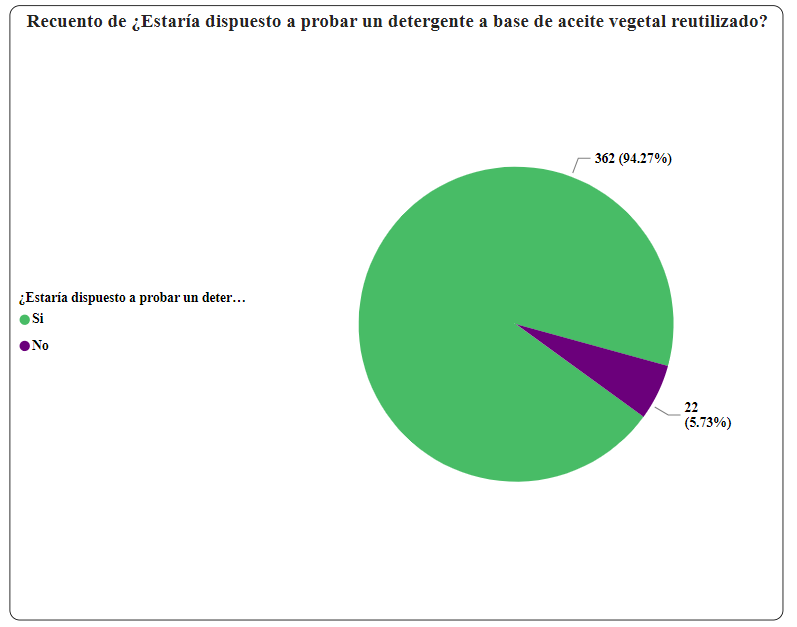 Recuento de ¿Estaría dispuesto a probar un detergente a base de aceite vegetal reutilizado?
362 (94.27%)
¿Estaría dispuesto a probar un deter…
Si
No
22
(5.73%)